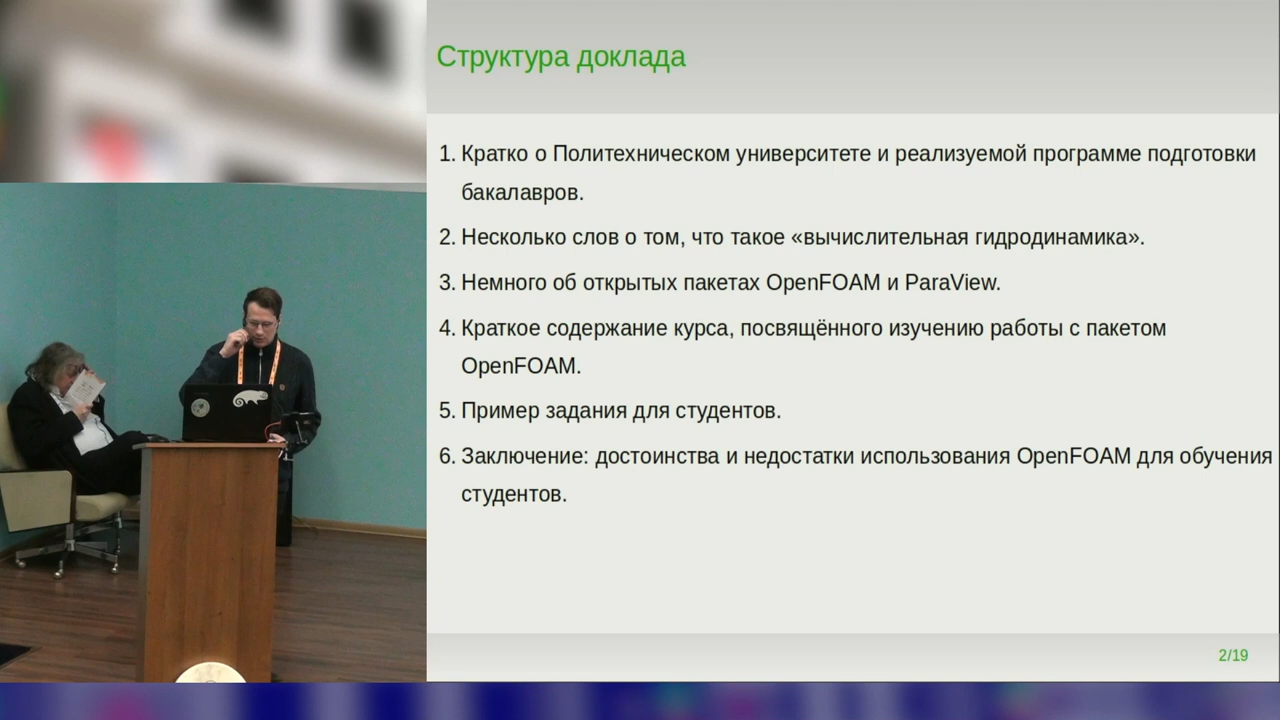 Структура доклада
1. Кратко о Политехническом университете и реализуемой программе подготовки
бакалавров.
2. Несколько слов о том, что такое «вычислительная гидродинамика».
3. Немного об открытых пакетах OpenFOAM и ParaView.
4. Краткое содержание курса, посвящённого изучению работы с пакетом
OpenFOAM.
5. Пример задания для студентов.
6. Заключение: достоинства и недостатки использования OpenFOAM для обучения
студентов.
2/19